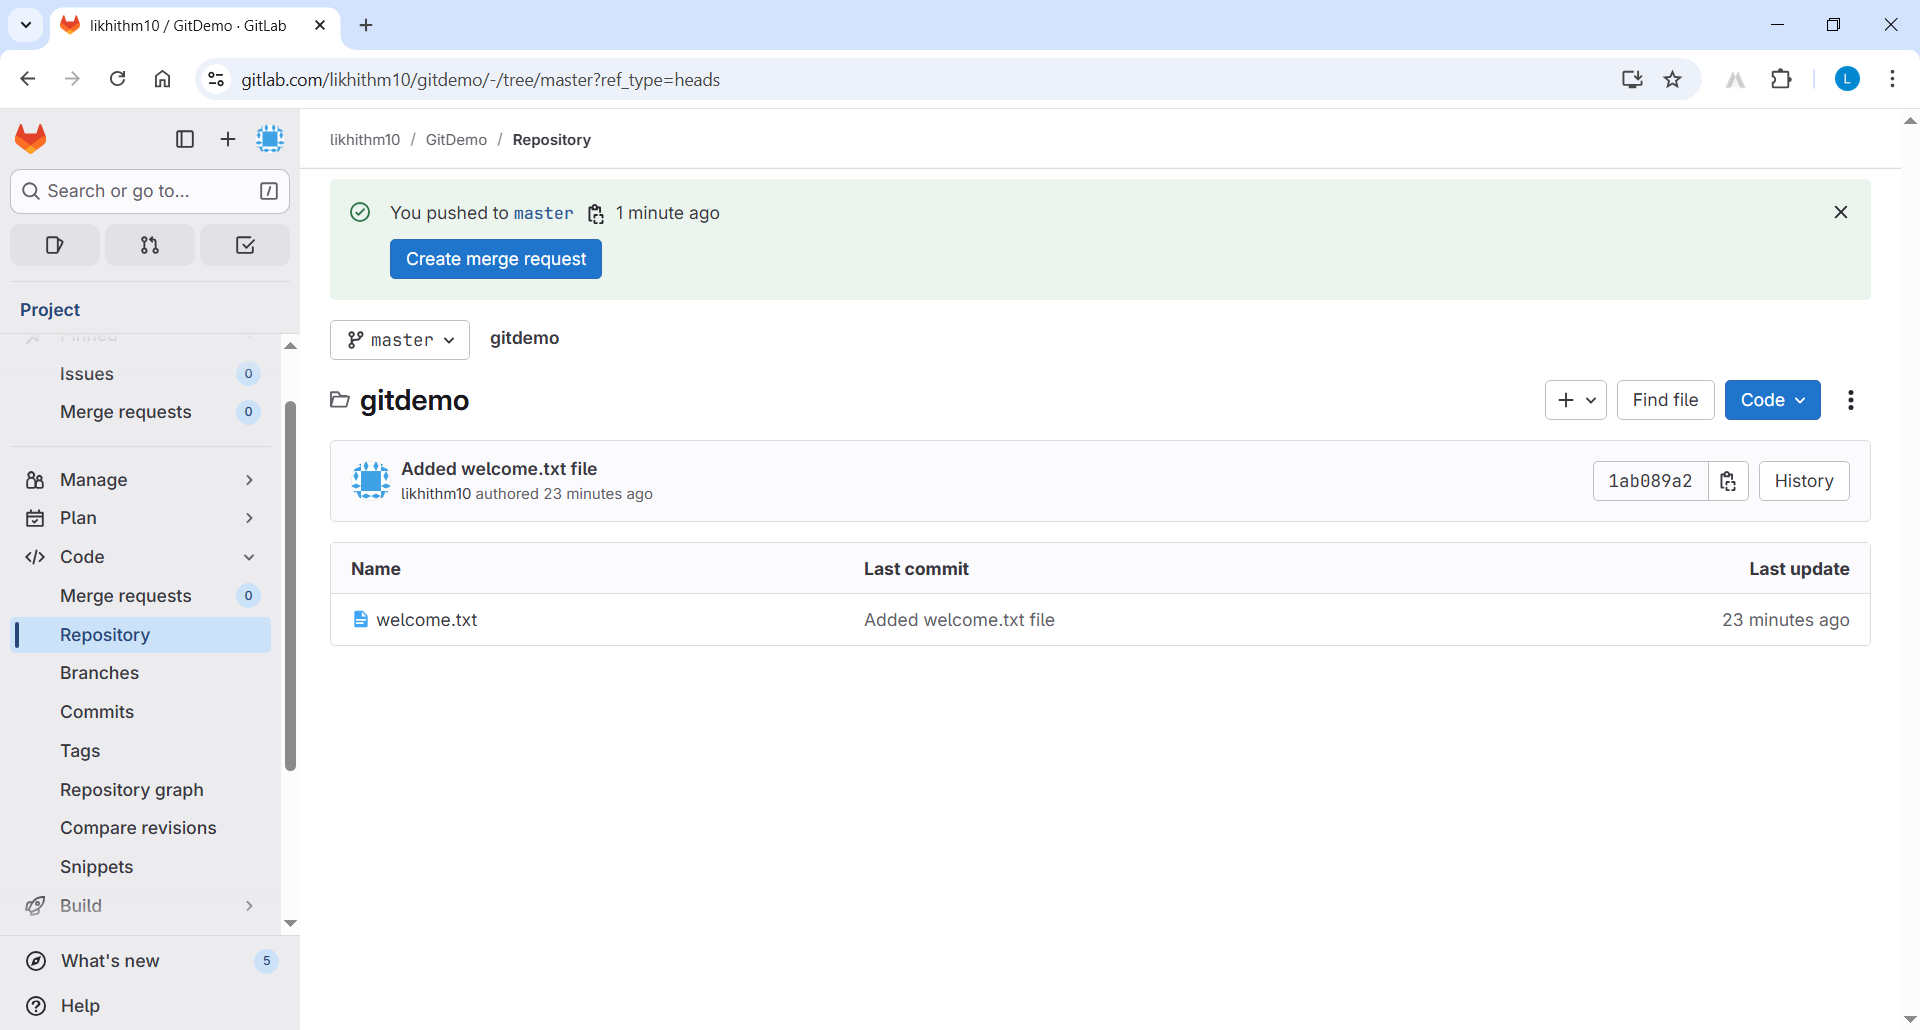 likhithm10 / GitDemo · GitLab
gitlab.com/likhithm10/gitdemo/-/tree/master?ref_type=heads
L
Search or go to...
/
Project
Pinned
Issues 0
Merge requests 0
Manage
Plan
Code
Merge requests 0
Repository
Branches
Commits
Tags
Repository graph
Compare revisions
Snippets
Build
What's new 5
Help
likhithm10 / GitDemo / Repository
You pushed to master 1 minute ago
Create merge request
master gitdemo
gitdemo
Find file
Code
Added welcome.txt file
likhithm10 authored 23 minutes ago
1ab089a2
History
Name Last commit Last update
welcome.txt Added welcome.txt file 23 minutes ago